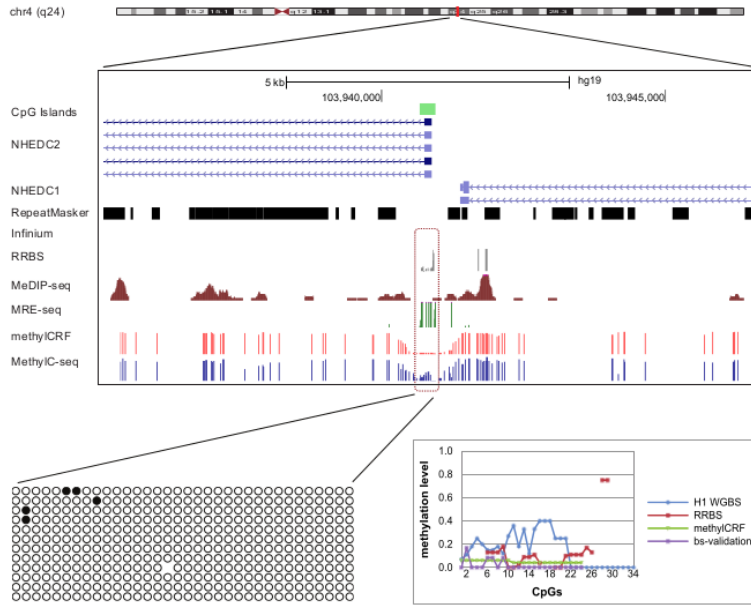 chr4 (q24)
15.2 15.1 14 q12 13.1 q25 q26 28.3
5 kb hg19
103,940,000 103,945,000
CpG Islands
NHEDC2
NHEDC1
RepeatMasker
Infinium
RRBS
MeDIP-seq
MRE-seq
methylCRF
MethylC-seq
methylation level
1.0
0.8
0.6
0.4
0.2
0.0
2 6 10 14 18 22 26 30 34
CpGs
H1 WGBS
RRBS
methylCRF
bs-validation